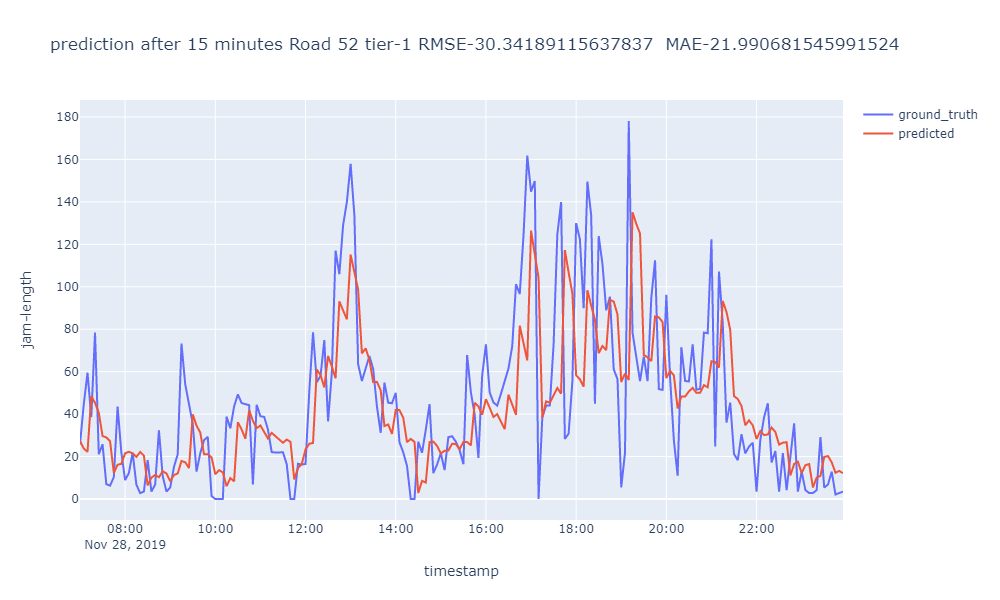 prediction after 15 minutes Road 52 tier-1 RMSE-30.34189115637837  MAE-21.990681545991524
ground_truth
predicted
jam-length
180
160
140
120
100
80
60
40
20
0
08:00 10:00 12:00 14:00 16:00 18:00 20:00 22:00
Nov 28, 2019
timestamp